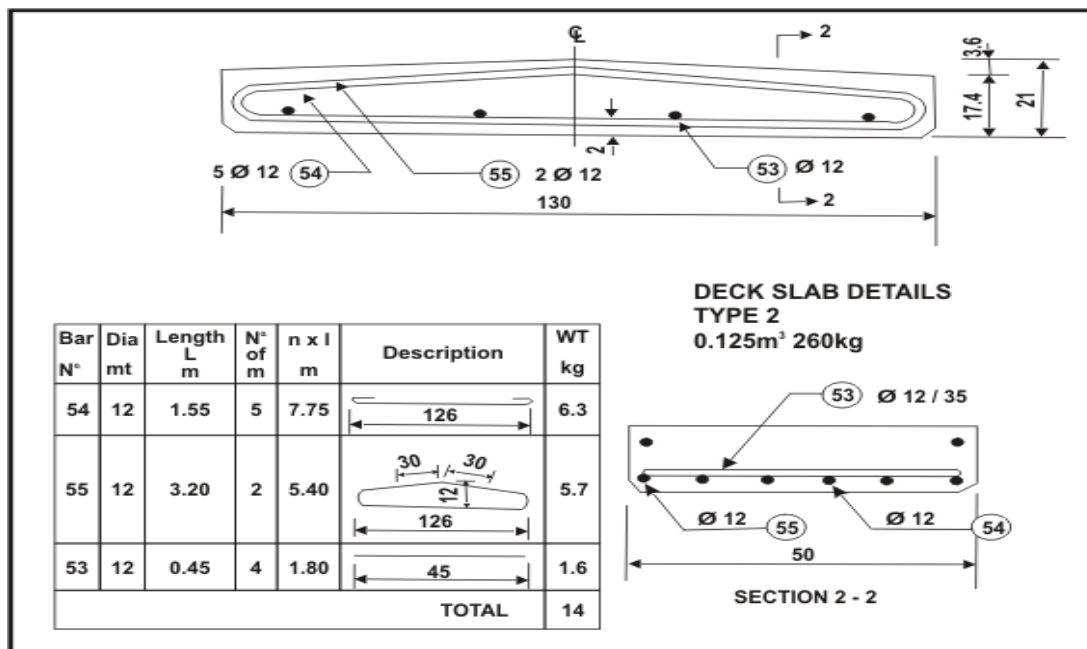 ℄
2
3.6
17.4
21
2
5 Ø 12 54
55 2 Ø 12
53 Ø 12
2
130
DECK SLAB DETAILS
TYPE 2
0.125m³ 260kg
Bar N° Dia mt Length L m N° of m n x l m Description WT kg
54 12 1.55 5 7.75 126 6.3
55 12 3.20 2 5.40 30 30 12 126 5.7
53 12 0.45 4 1.80 45 1.6
TOTAL 14
53 Ø 12 / 35
Ø 12 55
Ø 12 54
50
SECTION 2 - 2